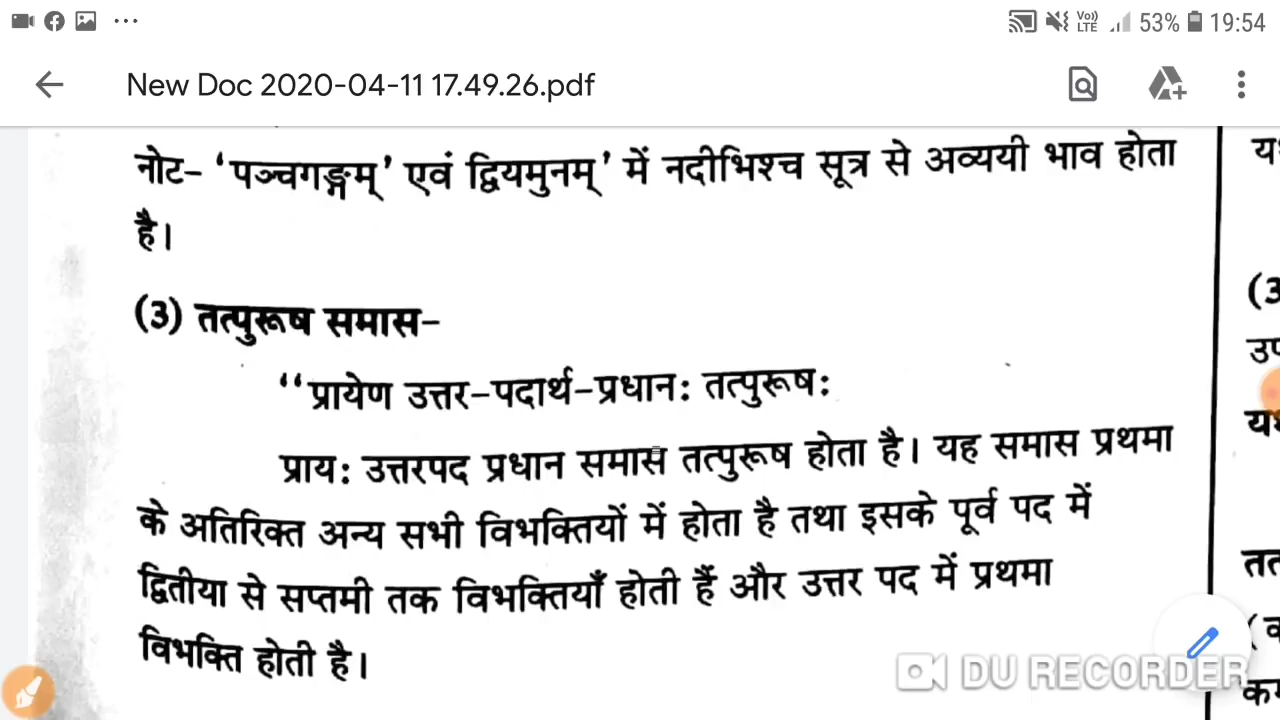 53% 19:54
New Doc 2020-04-11 17.49.26.pdf
नोट- ‘पञ्चगङ्गम्’ एवं द्वियमुनम्’ में नदीभिश्च सूत्र से अव्ययी भाव होता
है।
(3) तत्पुरूष समास-
‘‘प्रायेण उत्तर-पदार्थ-प्रधानः तत्पुरूषः
प्रायः उत्तरपद प्रधान समास तत्पुरूष होता है। यह समास प्रथमा
के अतिरिक्त अन्य सभी विभक्तियों में होता है तथा इसके पूर्व पद में
द्वितीया से सप्तमी तक विभक्तियाँ होती हैं और उत्तर पद में प्रथमा
विभक्ति होती है।
DU RECORDER